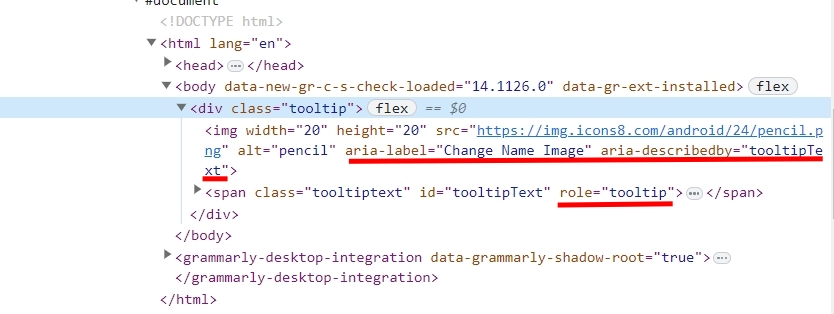 #document
<!DOCTYPE html>
<html lang="en">
<head> ⋯ </head>
<body data-new-gr-c-s-check-loaded="14.1126.0" data-gr-ext-installed> flex
<div class="tooltip"> flex == $0
<img width="20" height="20" src="https://img.icons8.com/android/24/pencil.p
ng" alt="pencil" aria-label="Change Name Image" aria-describedby="tooltipTe
xt">
<span class="tooltiptext" id="tooltipText" role="tooltip"> ⋯ </span>
</div>
</body>
<grammarly-desktop-integration data-grammarly-shadow-root="true"> ⋯
</grammarly-desktop-integration>
</html>